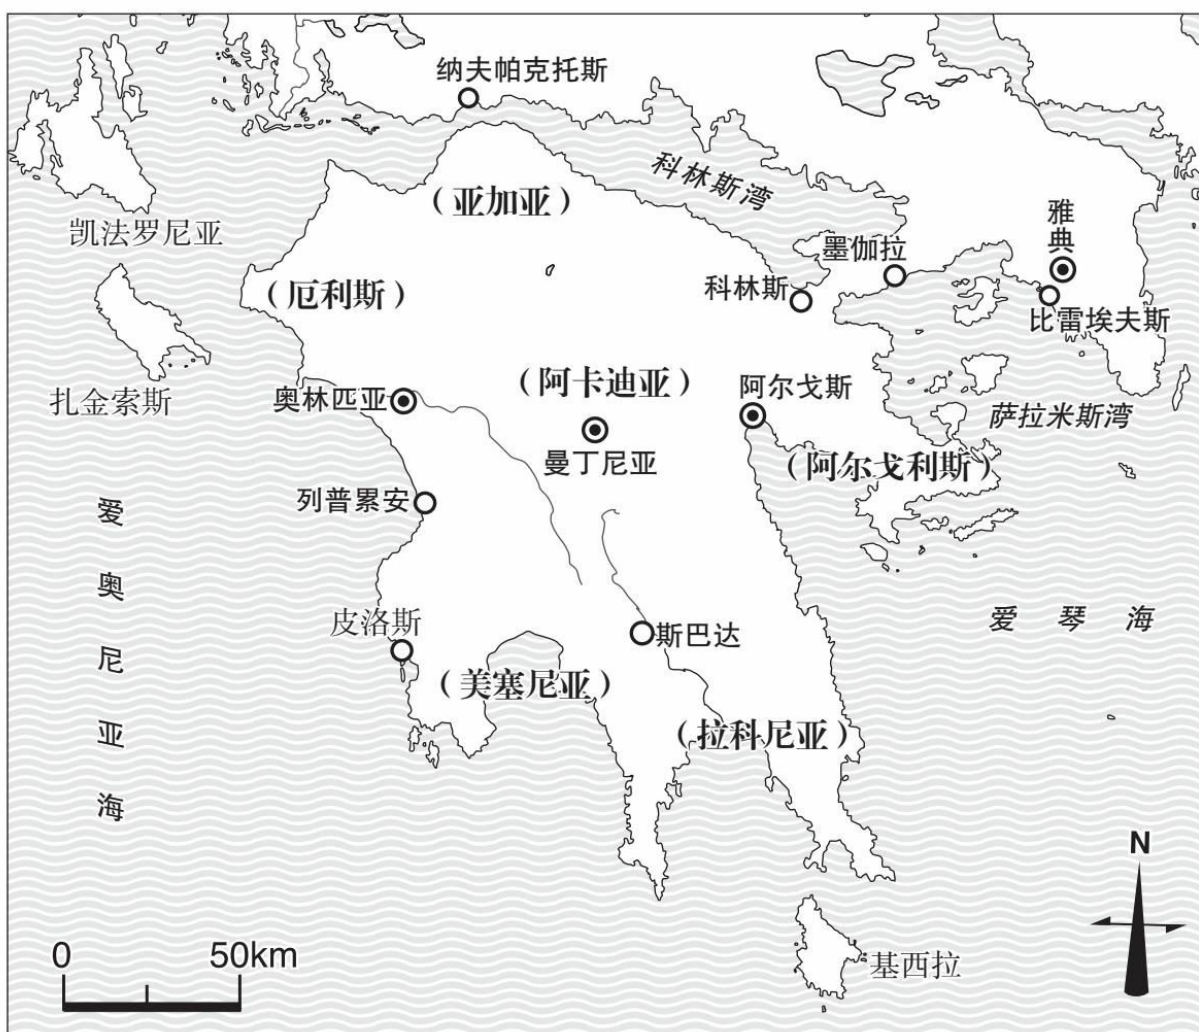 纳夫帕克托斯
科林斯湾
（亚加亚）
凯法罗尼亚
雅典
墨伽拉
（厄利斯）
科林斯
比雷埃夫斯
扎金索斯
奥林匹亚
（阿卡迪亚）
阿尔戈斯
萨拉米斯湾
曼丁尼亚
（阿尔戈利斯）
列普累安
爱奥尼亚海
皮洛斯
斯巴达
爱琴海
（美塞尼亚）
（拉科尼亚）
N
0 50km
基西拉